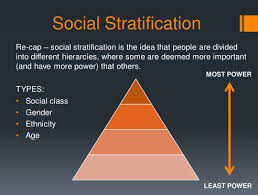 Social Stratification
Re-cap – social stratification is the idea that people are divided
into different hierarcies, where some are deemed more important
(and have more power) that others.
MOST POWER
TYPES:
• Social class
• Gender
• Ethnicity
• Age
LEAST POWER